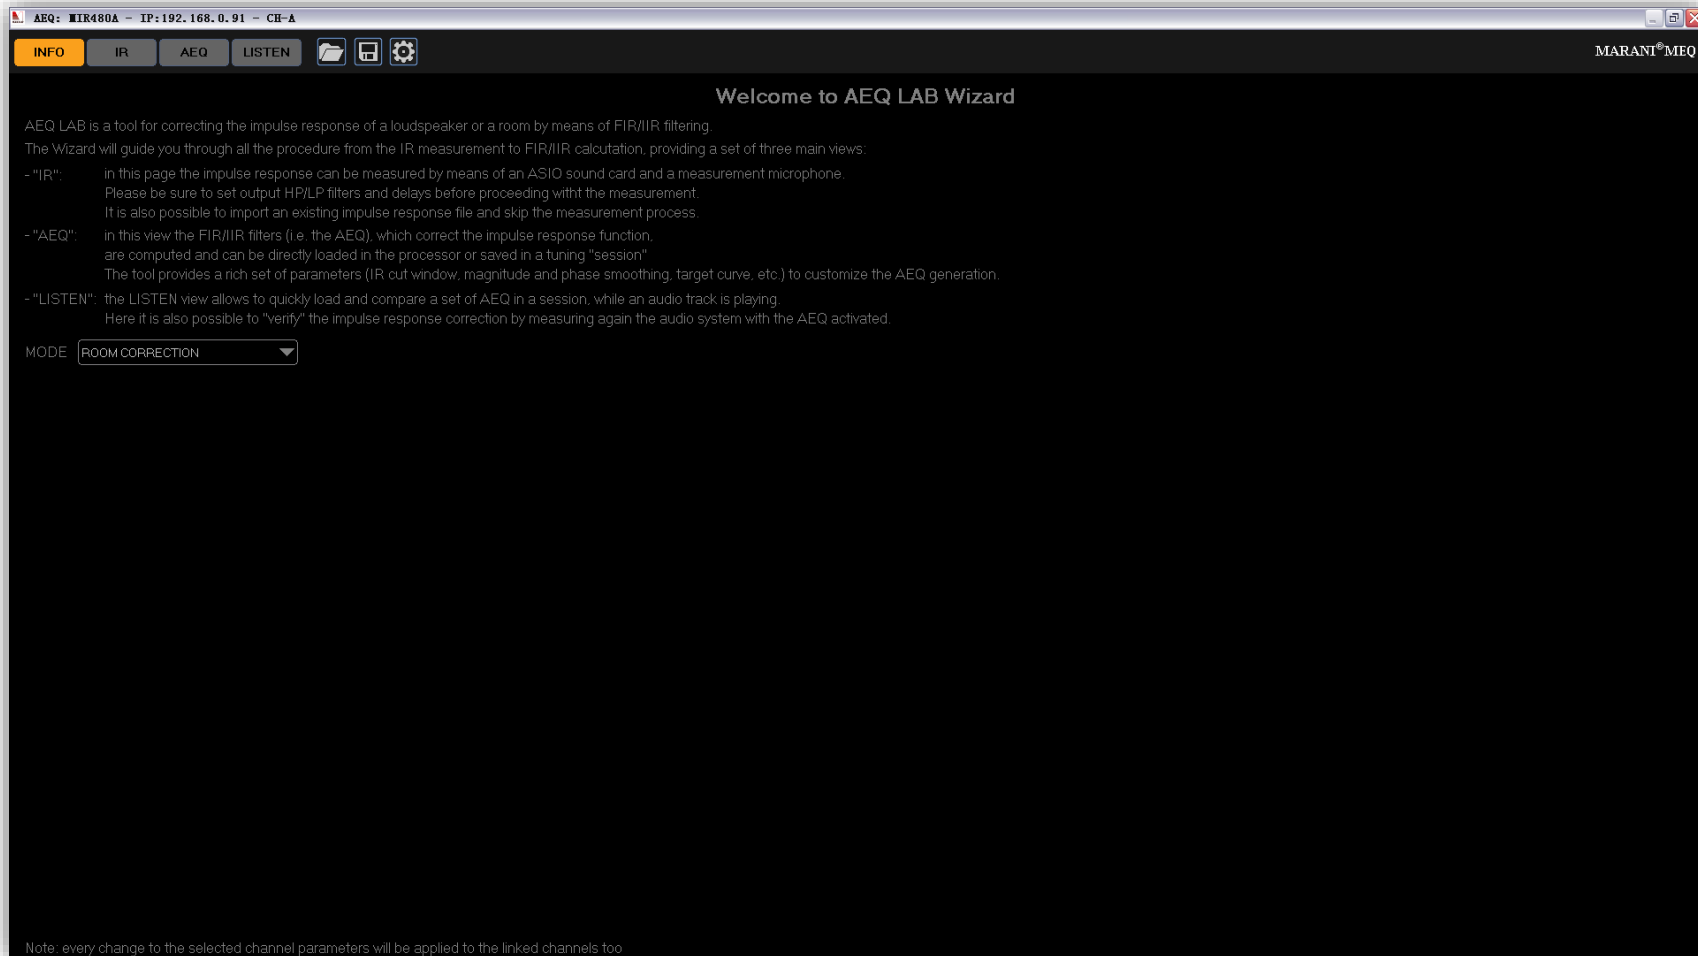 AEQ: MIR480A - IP:192.168.0.91 - CH-A
INFO IR AEQ LISTEN MARANI®MEQ
Welcome to AEQ LAB Wizard
AEQ LAB is a tool for correcting the impulse response of a loudspeaker or a room by means of FIR/IIR filtering.
The Wizard will guide you through all the procedure from the IR measurement to FIR/IIR calcutation, providing a set of three main views:
- "IR": in this page the impulse response can be measured by means of an ASIO sound card and a measurement microphone.
Please be sure to set output HP/LP filters and delays before proceeding witht the measurement.
It is also possible to import an existing impulse response file and skip the measurement process.
- "AEQ": in this view the FIR/IIR filters (i.e. the AEQ), which correct the impulse response function,
are computed and can be directly loaded in the processor or saved in a tuning "session"
The tool provides a rich set of parameters (IR cut window, magnitude and phase smoothing, target curve, etc.) to customize the AEQ generation.
- "LISTEN": the LISTEN view allows to quickly load and compare a set of AEQ in a session, while an audio track is playing.
Here it is also possible to "verify" the impulse response correction by measuring again the audio system with the AEQ activated.
MODE ROOM CORRECTION
Note: every change to the selected channel parameters will be applied to the linked channels too